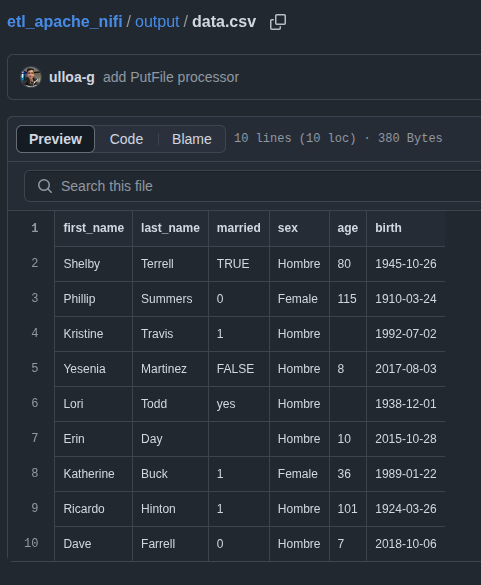 etl_apache_nifi / output / data.csv
ulloa-g add PutFile processor
Preview Code Blame 10 lines (10 loc) · 380 Bytes
Search this file
1 first_name last_name married sex age birth
2 Shelby Terrell TRUE Hombre 80 1945-10-26
3 Phillip Summers 0 Female 115 1910-03-24
4 Kristine Travis 1 Hombre 1992-07-02
5 Yesenia Martinez FALSE Hombre 8 2017-08-03
6 Lori Todd yes Hombre 1938-12-01
7 Erin Day Hombre 10 2015-10-28
8 Katherine Buck 1 Female 36 1989-01-22
9 Ricardo Hinton 1 Hombre 101 1924-03-26
10 Dave Farrell 0 Hombre 7 2018-10-06